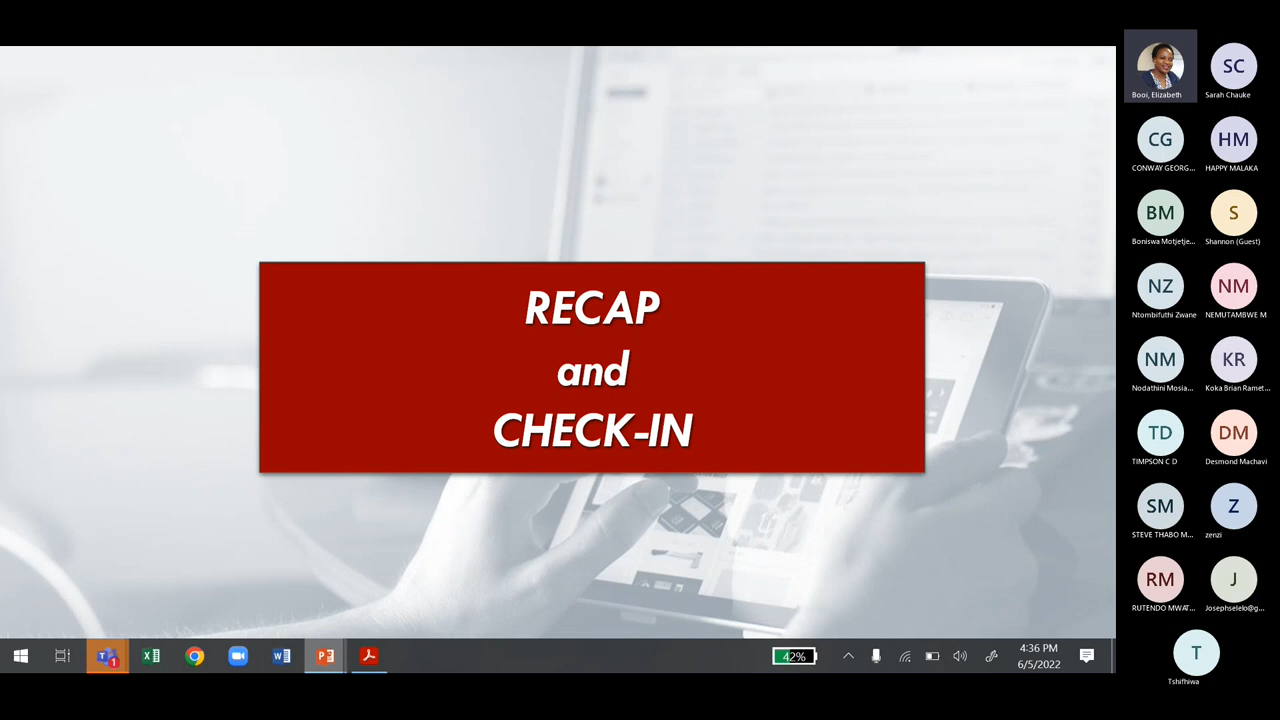 RECAP
and
CHECK-IN
Booi, Elizabeth
SC
Sarah Chauke
CG
CONWAY GEORG...
HM
HAPPY MALAKA
BM
Boniswa Motjetje...
S
Shannon (Guest)
NZ
Ntombifuthi Zwane
NM
NEMUTAMBWE M
NM
Nodathini Mosia...
KR
Koka Brian Ramet...
TD
TIMPSON C D
DM
Desmond Machavi
SM
STEVE THABO M...
Z
zenzi
RM
RUTENDO MWAT...
J
Josephselelo@g...
T
Tshifhiwa
1
42%
4:36 PM
6/5/2022